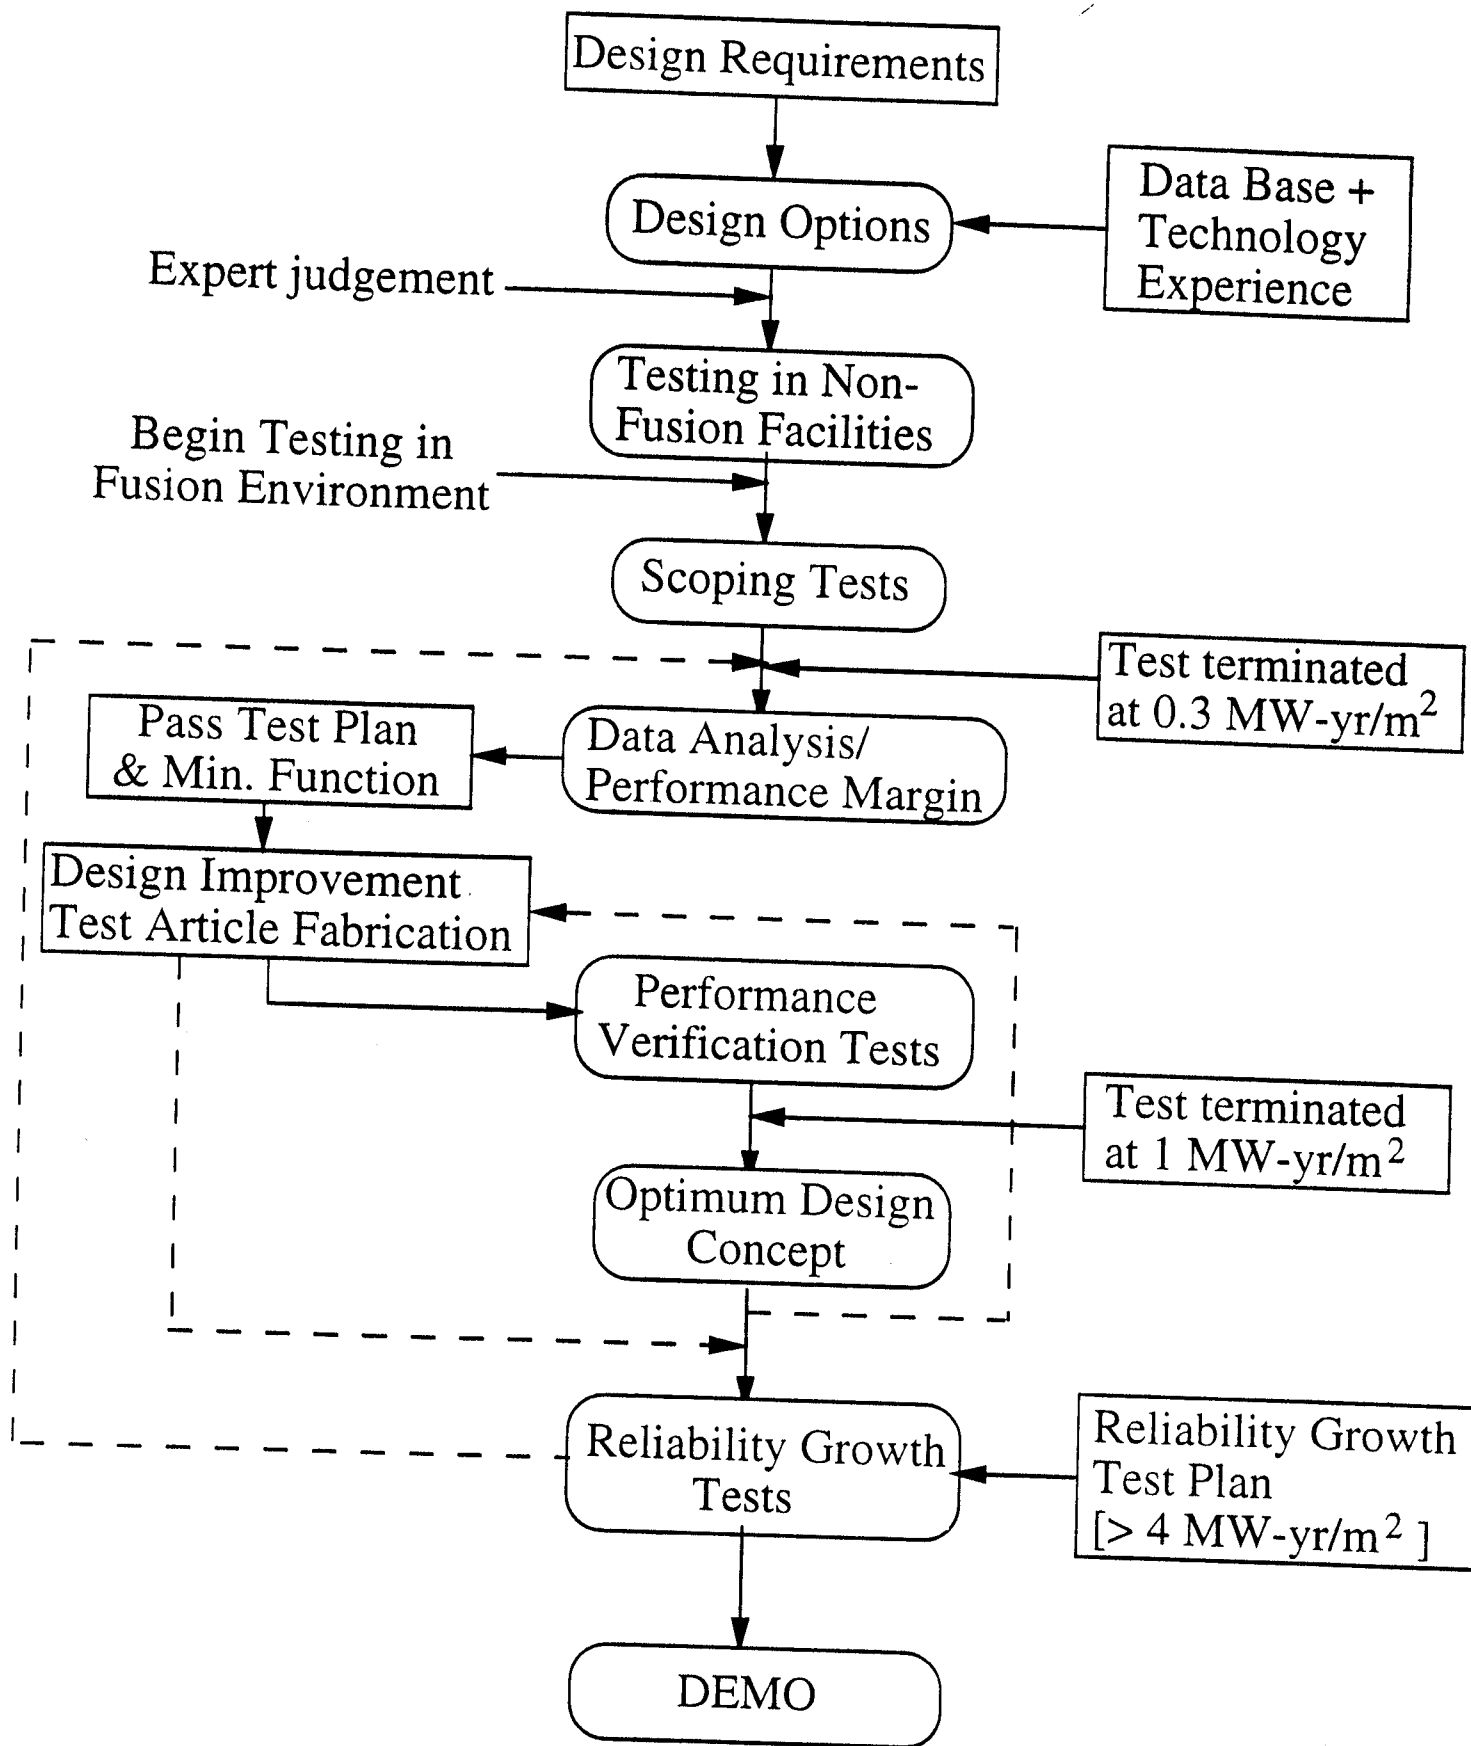 Design Requirements
Design Options
Data Base +
Technology
Experience
Expert judgement
Testing in Non-
Fusion Facilities
Begin Testing in
Fusion Environment
Scoping Tests
Test terminated
at 0.3 MW-yr/m²
Pass Test Plan
& Min. Function
Data Analysis/
Performance Margin
Design Improvement
Test Article Fabrication
Performance
Verification Tests
Test terminated
at 1 MW-yr/m²
Optimum Design
Concept
Reliability Growth
Tests
Reliability Growth
Test Plan
[> 4 MW-yr/m² ]
DEMO